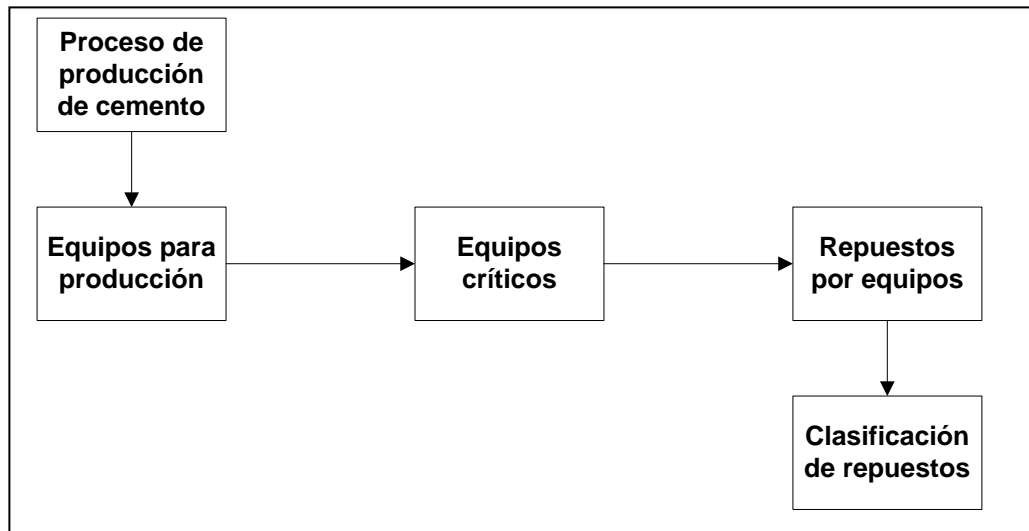 Proceso de
producción
de cemento
Equipos para
producción
Equipos
críticos
Repuestos
por equipos
Clasificación
de repuestos